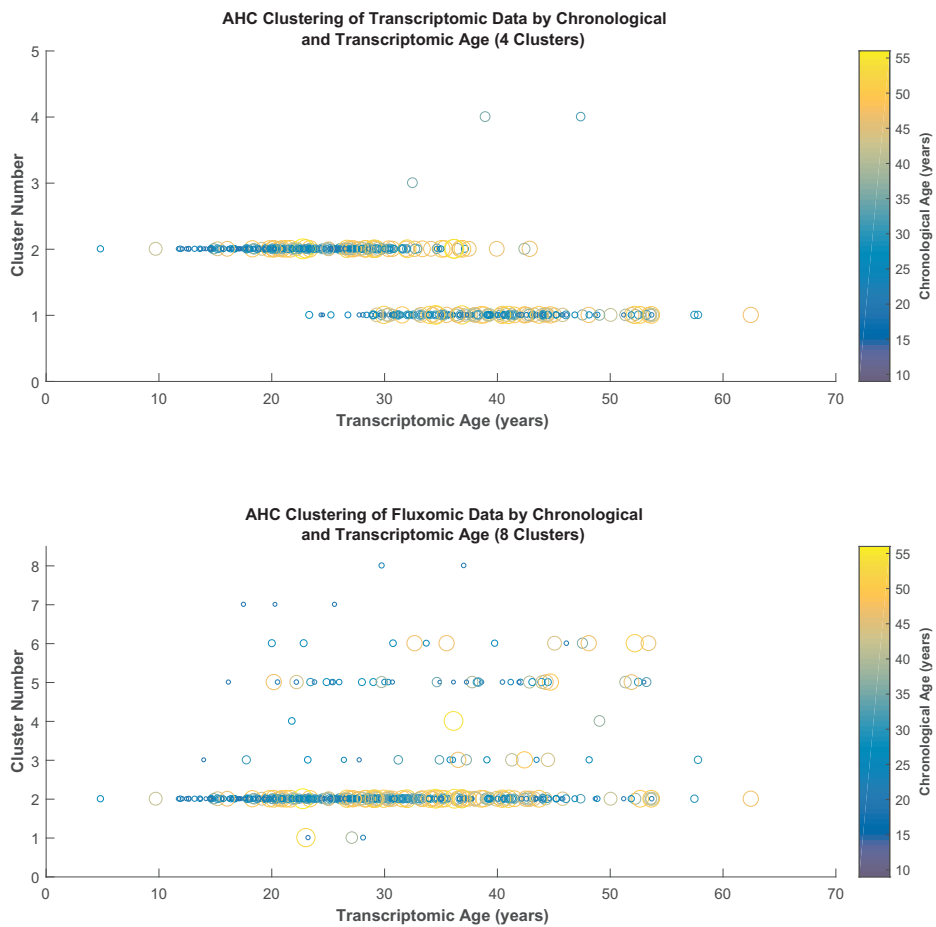 AHC Clustering of Transcriptomic Data by Chronological
and Transcriptomic Age (4 Clusters)
5
4
3
2
1
0
Cluster Number
0 10 20 30 40 50 60 70
Transcriptomic Age (years)
55
50
45
40
35
30
25
20
15
10
Chronological Age (years)
AHC Clustering of Fluxomic Data by Chronological
and Transcriptomic Age (8 Clusters)
8
7
6
5
4
3
2
1
0
Cluster Number
0 10 20 30 40 50 60 70
Transcriptomic Age (years)
55
50
45
40
35
30
25
20
15
10
Chronological Age (years)